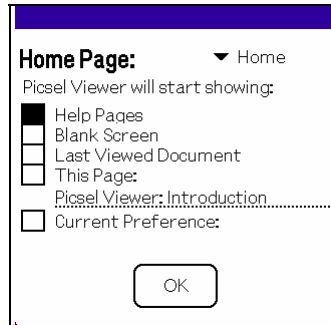 Home Page: Home
Picsel Viewer will start showing:
Help Pages
Blank Screen
Last Viewed Document
This Page:
Picsel Viewer: Introduction
Current Preference:
OK